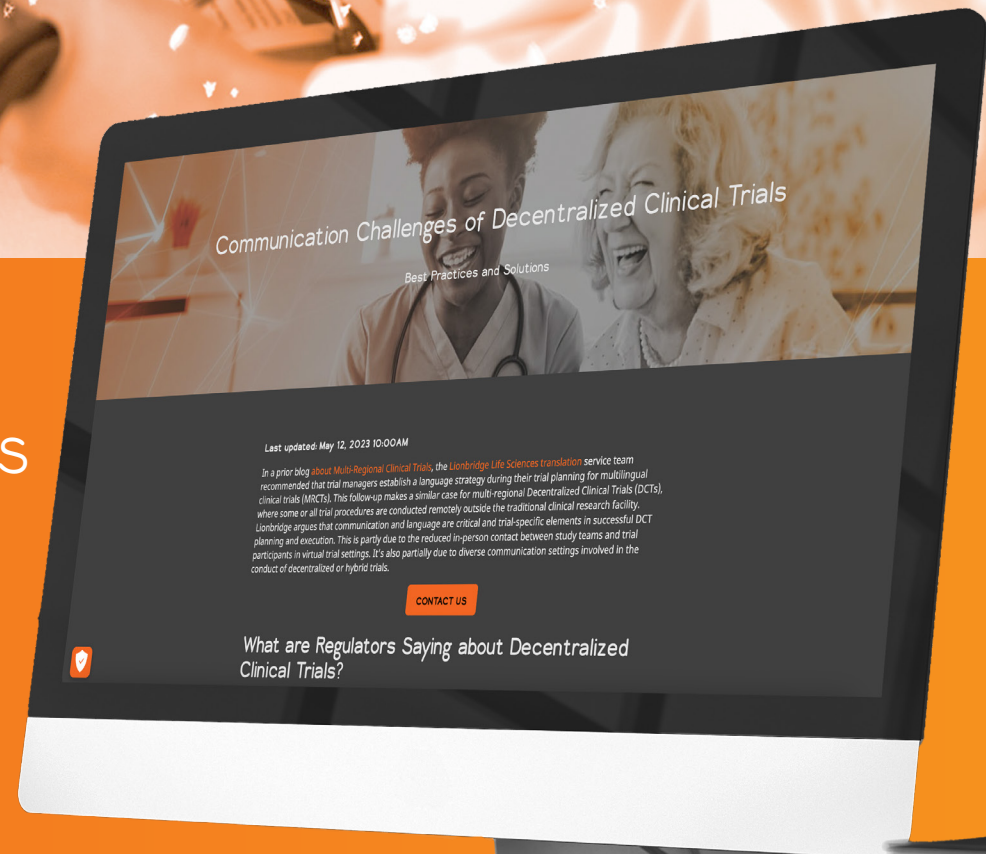 Communication Challenges of Decentralized Clinical Trials
Best Practices and Solutions
s
Last updated: May 12, 2023 10:00AM
In a prior blog about Multi-Regional Clinical Trials, the Lionbridge Life Sciences translation service team
recommended that trial managers establish a language strategy during their trial planning for multilingual
clinical trials (MRCTs). This follow-up makes a similar case for multi-regional Decentralized Clinical Trials (DCTs),
where some or all trial procedures are conducted remotely outside the traditional clinical research facility.
Lionbridge argues that communication and language are critical and trial-specific elements in successful DCT
planning and execution. This is partly due to the reduced in-person contact between study teams and trial
participants in virtual trial settings. It's also partially due to diverse communication settings involved in the
conduct of decentralized or hybrid trials.
CONTACT US
What are Regulators Saying about Decentralized
Clinical Trials?